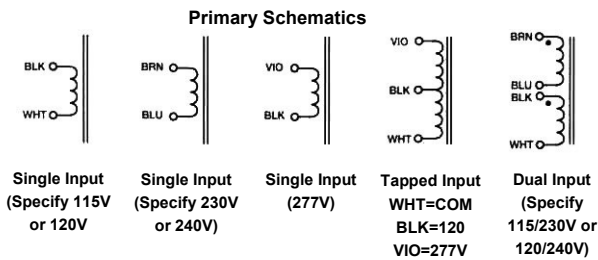 Primary Schematics
BLK
WHT
BRN
BLU
VIO
BLK
VIO
BLK
WHT
BRN
BLU
BLK
WHT
Single Input
(Specify 115V
or 120V
Single Input
(Specify 230V
or 240V)
Single Input
(277V)
Tapped Input
WHT=COM
BLK=120
VIO=277V
Dual Input
(Specify
115/230V or
120/240V)